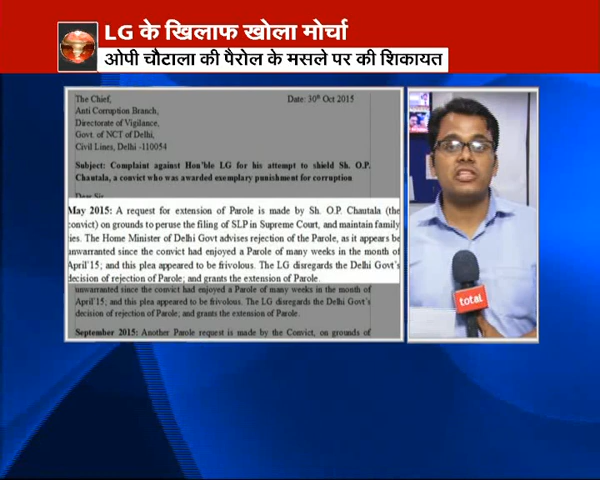 LG के खिलाफ खोला मोर्चा
ओपी चौटाला की पैरोल के मसले पर की शिकायत
The Chief,
Date: 30th Oct 2015
Anti Corruption Branch,
Directorate of Vigilance,
Govt. of NCT of Delhi,
Civil Lines, Delhi -110054
Subject: Complaint against Hon'ble LG for his attempt to shield Sh. O.P.
Chautala, a convict who was awarded exemplary punishment for corruption
Dear Sir
May 2015: A request for extension of Parole is made by Sh. O.P. Chautala (the
convict) on grounds to peruse the filing of SLP in Supreme Court, and maintain family
ties. The Home Minister of Delhi Govt advises rejection of the Parole, as it appears be
unwarranted since the convict had enjoyed a Parole of many weeks in the month of
April'15; and this plea appeared to be frivolous. The LG disregards the Delhi Govt's
decision of rejection of Parole; and grants the extension of Parole.
unwarranted since the convict had enjoyed a Parole of many weeks in the month of
April'15; and this plea appeared to be frivolous. The LG disregards the Delhi Govt's
decision of rejection of Parole; and grants the extension of Parole.
September 2015: Another Parole request is made by the Convict, on grounds of
total